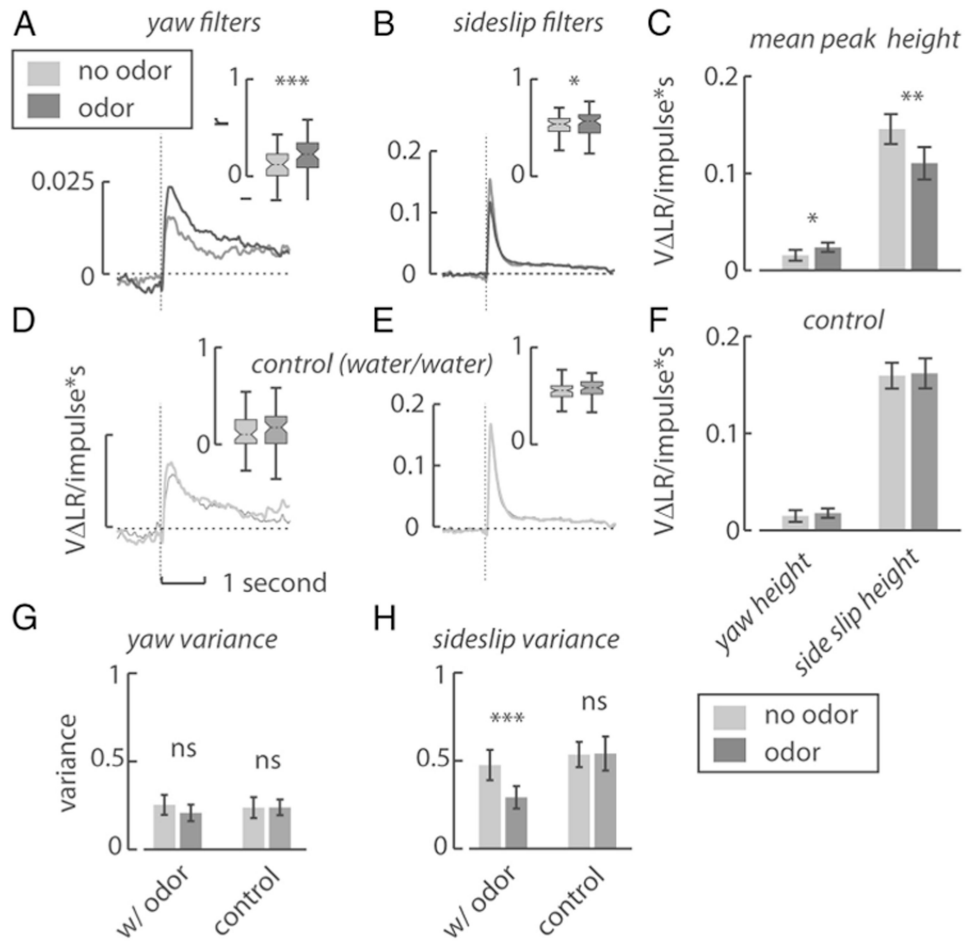 A
yaw filters
no odor
odor
1
***
r
0
0.025
0
B
sideslip filters
1
*
0
0.2
0.1
0
C
mean peak height
VΔLR/impulse*s
0.2
0.1
0
*
**
D
VΔLR/impulse*s
1
0
control (water/water)
1 second
E
1
0
0.2
0.1
0
F
control
VΔLR/impulse*s
0.2
0.1
0
yaw height
side slip height
G
yaw variance
variance
1
0.5
0
ns
ns
w/ odor
control
H
sideslip variance
1
0.5
0
***
ns
w/ odor
control
no odor
odor